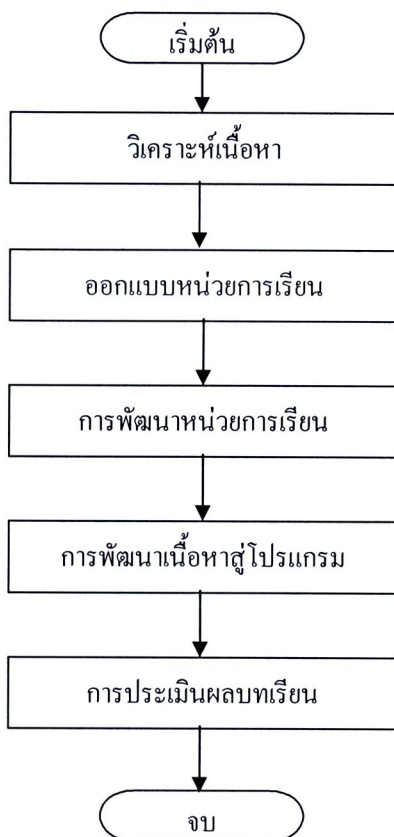 เริ่มต้น
วิเคราะห์เนื้อหา
ออกแบบหน่วยการเรียน
การพัฒนาหน่วยการเรียน
การพัฒนาเนื้อหาสู่โปรแกรม
การประเมินผลบทเรียน
จบ